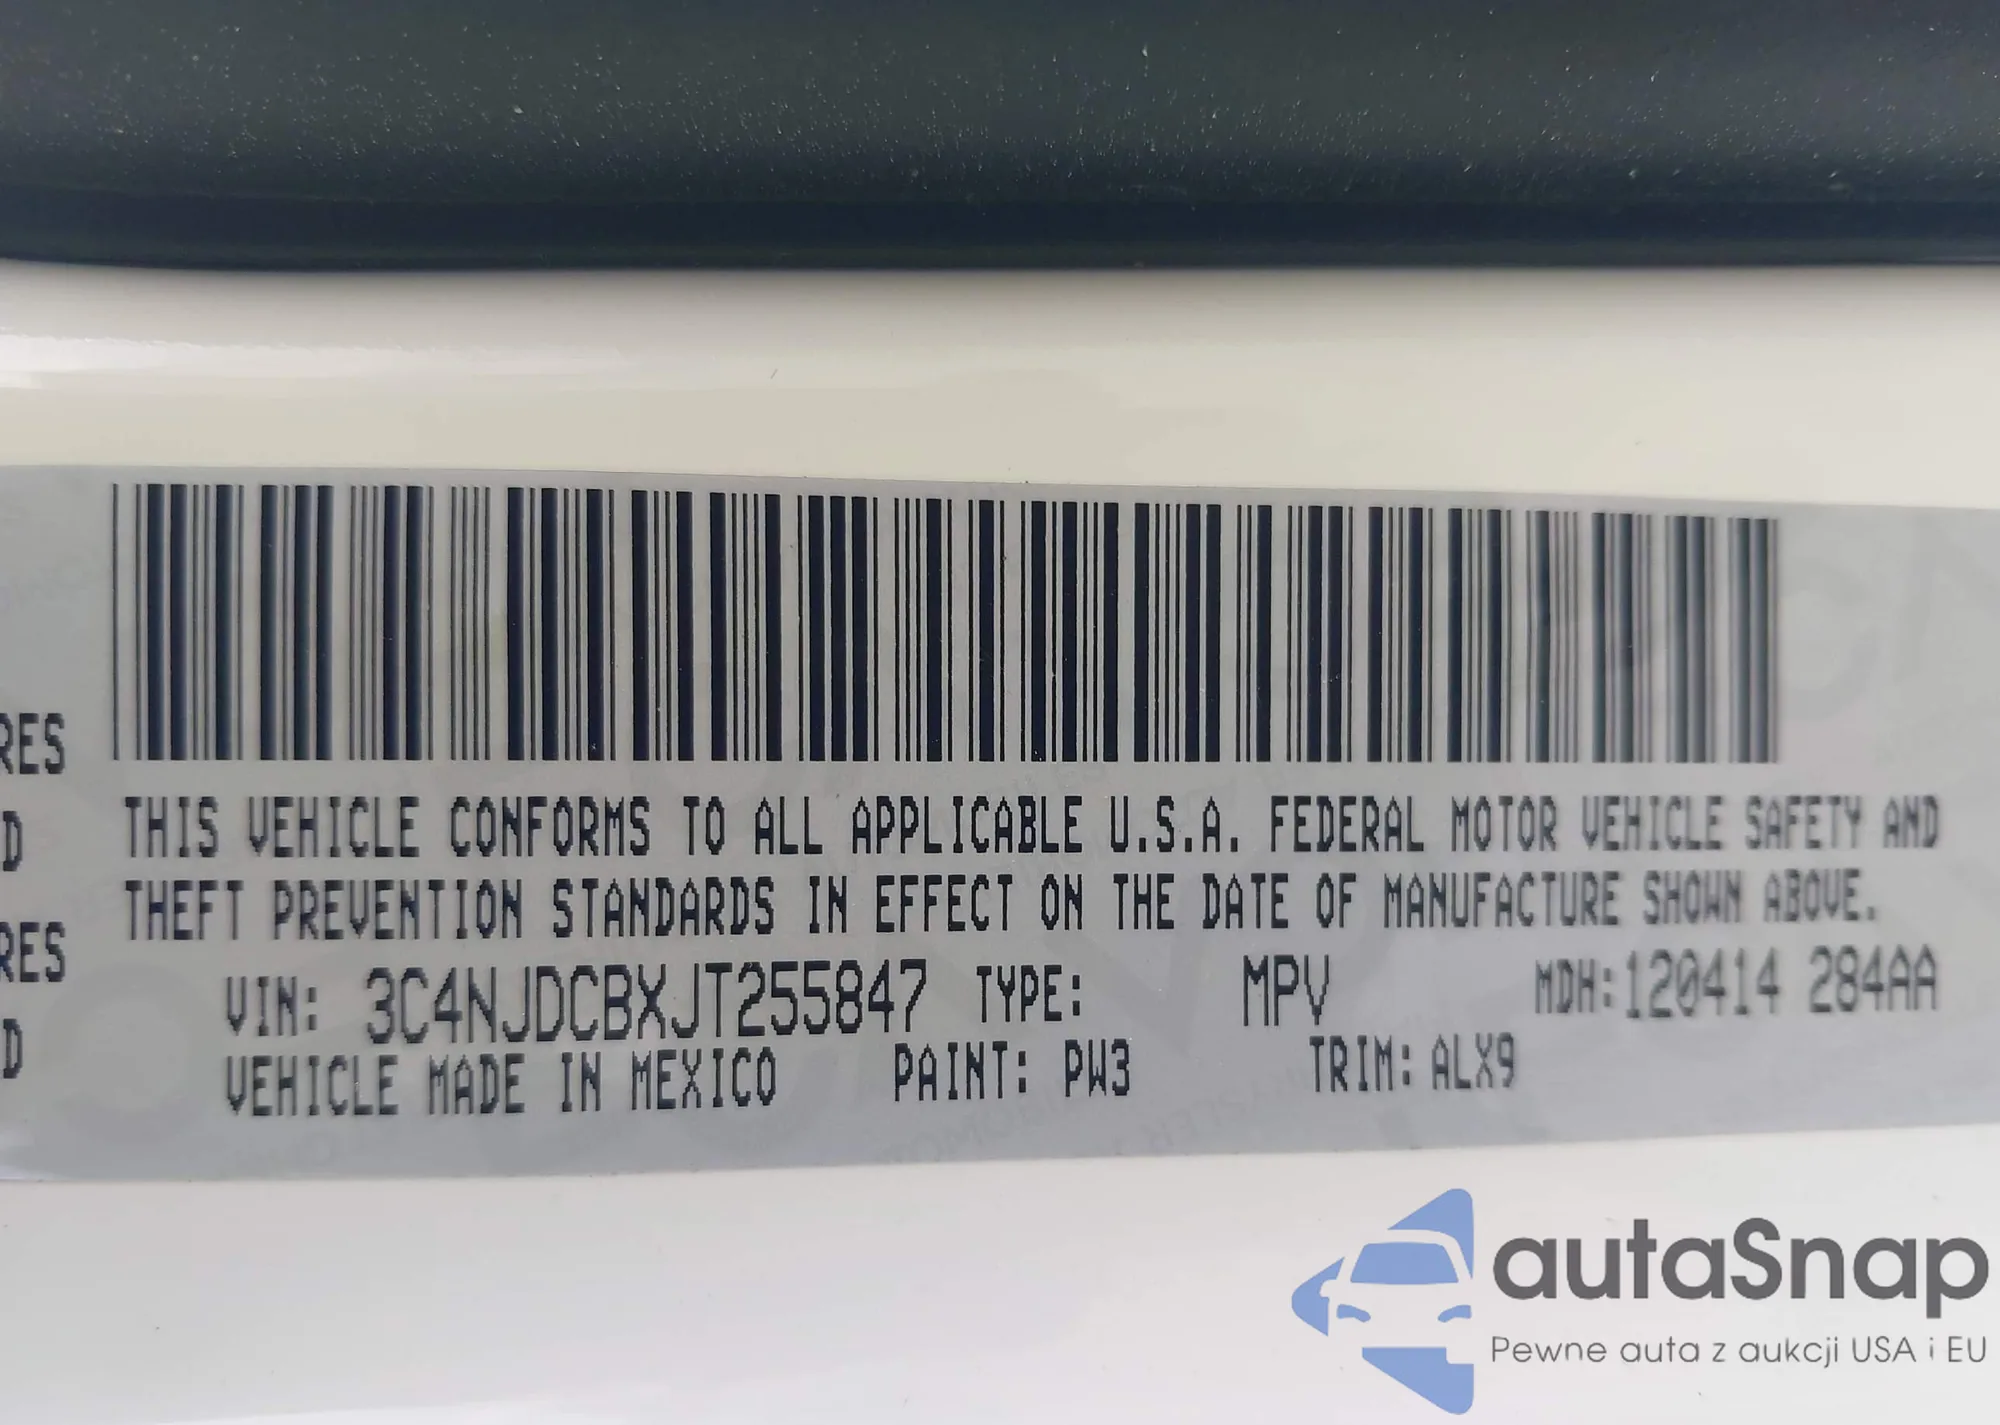 RES
D
RES
D
THIS VEHICLE CONFORMS TO ALL APPLICABLE U.S.A. FEDERAL MOTOR VEHICLE SAFETY AND
THEFT PREVENTION STANDARDS IN EFFECT ON THE DATE OF MANUFACTURE SHOWN ABOVE.
VIN: 3C4NJDCBXJT255847 TYPE: MPV MDH:120414 284AA
VEHICLE MADE IN MEXICO PAINT: PW3 TRIM: ALX9
autaSnap
Pewne auta z aukcji USA i EU